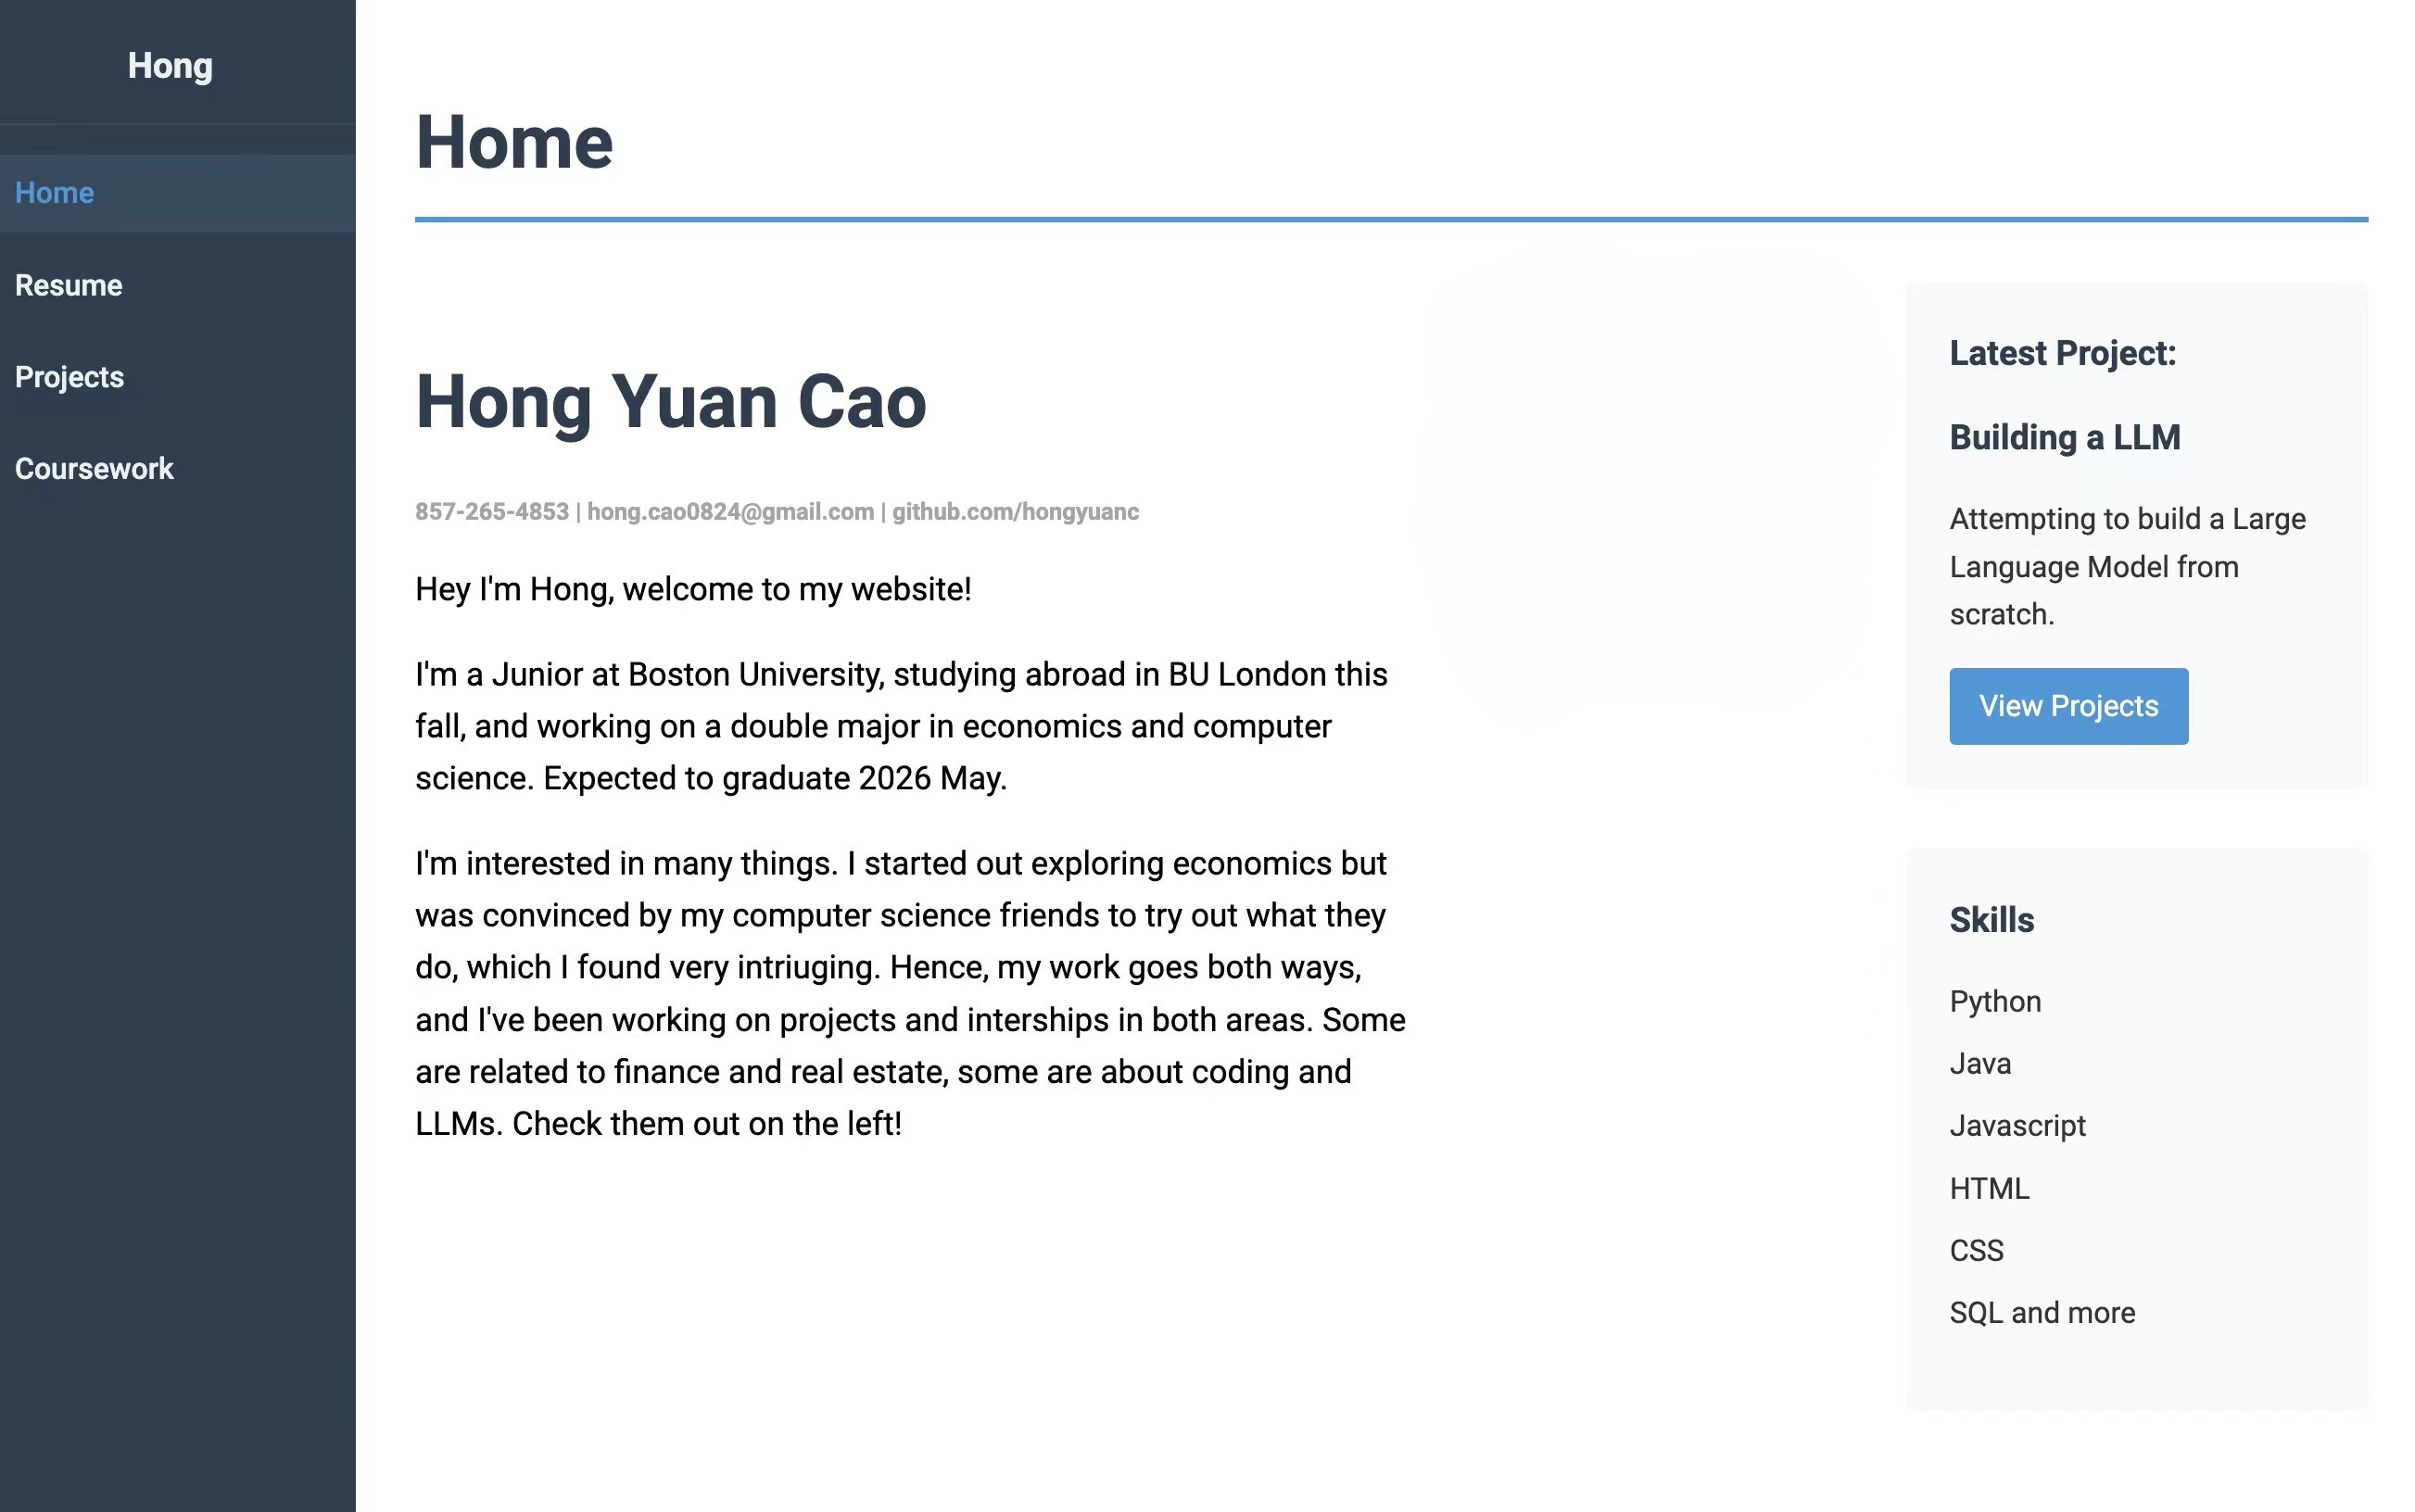 Hong
Home
Resume
Projects
Coursework
Home
Hong Yuan Cao
857-265-4853 | hong.cao0824@gmail.com | github.com/hongyuanc
Hey I'm Hong, welcome to my website!
I'm a Junior at Boston University, studying abroad in BU London this
fall, and working on a double major in economics and computer
science. Expected to graduate 2026 May.
I'm interested in many things. I started out exploring economics but
was convinced by my computer science friends to try out what they
do, which I found very intriuging. Hence, my work goes both ways,
and I've been working on projects and interships in both areas. Some
are related to finance and real estate, some are about coding and
LLMs. Check them out on the left!
Latest Project:
Building a LLM
Attempting to build a Large
Language Model from
scratch.
View Projects
Skills
Python
Java
Javascript
HTML
CSS
SQL and more